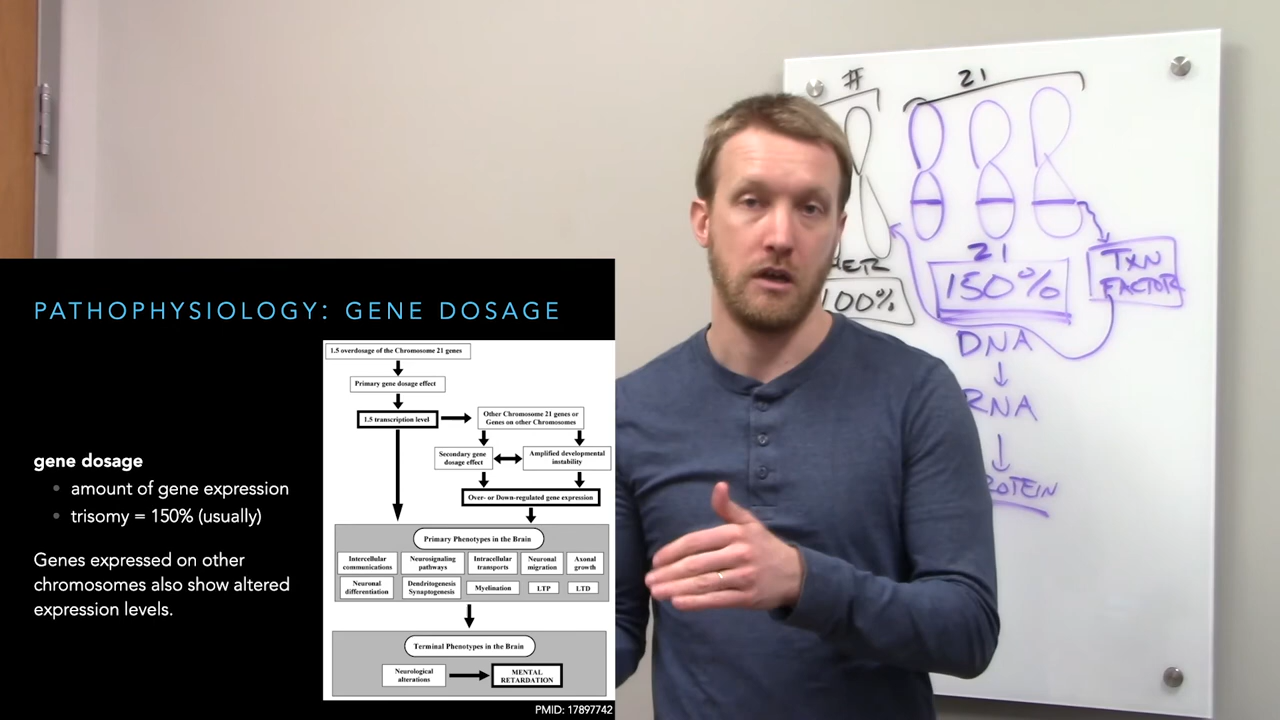 PATHOPHYSIOLOGY: GENE DOSAGE
gene dosage
• amount of gene expression
• trisomy = 150% (usually)
Genes expressed on other
chromosomes also show altered
expression levels.
1.5 overdosage of the Chromosome 21 genes
Primary gene dosage effect
1.5 transcription level
Other Chromosome 21 genes or
Genes on other Chromosomes
Secondary gene
dosage effect
Amplified developmental
instability
Over- or Down-regulated gene expression
Primary Phenotypes in the Brain
Intercellular
communications
Neurosignaling
pathways
Intracellular
transports
Neuronal
migration
Axonal
growth
Neuronal
differentiation
Dendritogenesis
Synaptogenesis
Myelination
LTP
LTD
Terminal Phenotypes in the Brain
Neurological
alterations
MENTAL
RETARDATION
PMID: 17897742
#
21
21
100%
150%
TXN
FACTOR
DNA
RNA